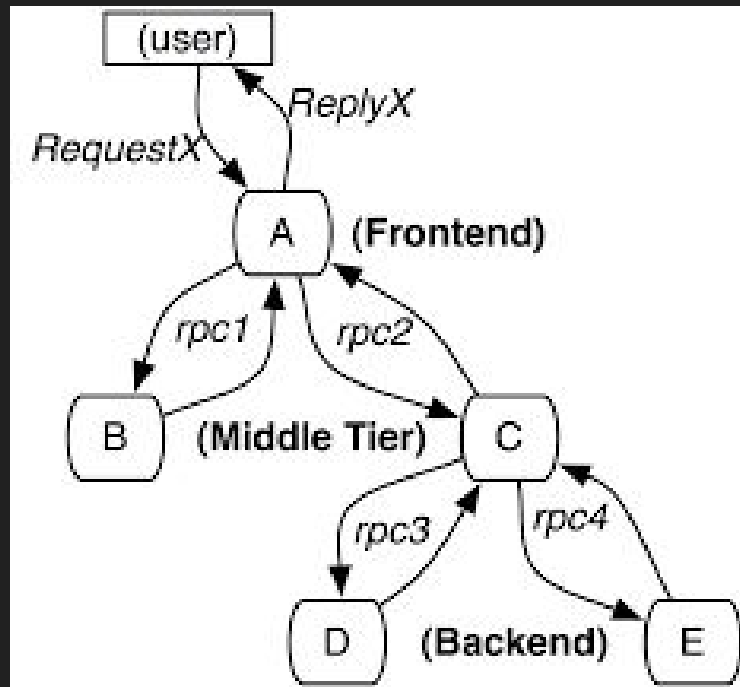 (user)
ReplyX
RequestX
A (Frontend)
rpc1 rpc2
B (Middle Tier) C
rpc3 rpc4
D (Backend) E